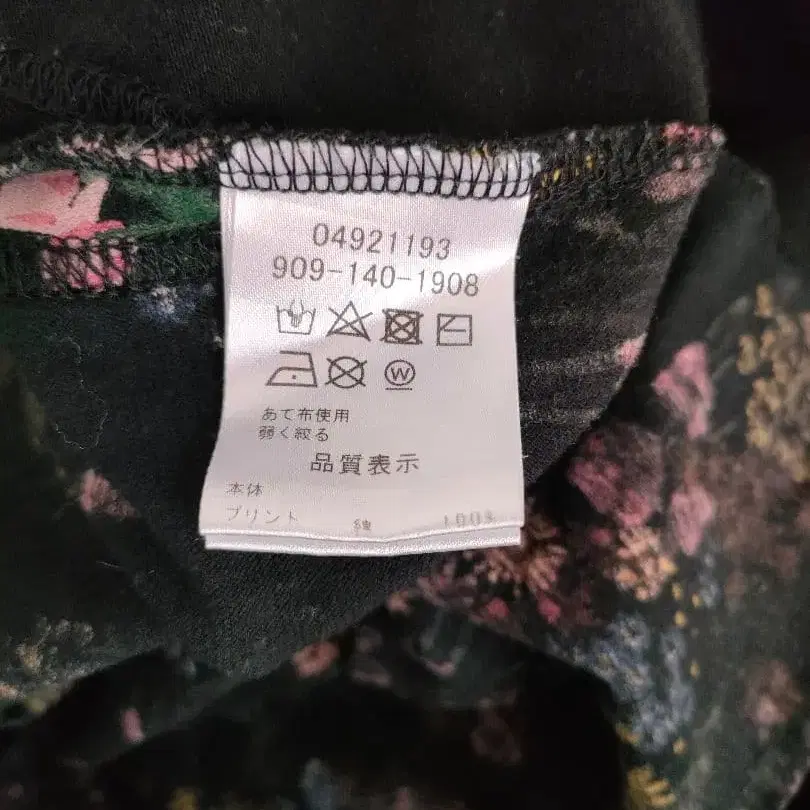 04921193
909-140-1908
W
あて布使用
弱く絞る
品質表示
本体
プリント 綿 100%